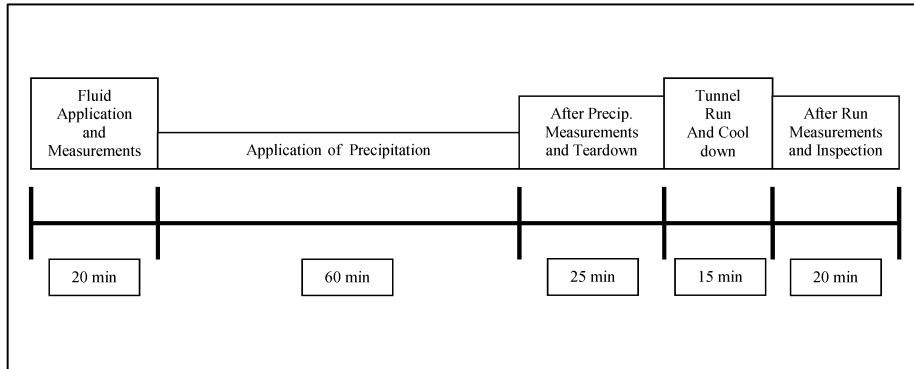 Fluid
Application
and
Measurements
Application of Precipitation
After Precip.
Measurements
and Teardown
Tunnel
Run
And Cool
down
After Run
Measurements
and Inspection
20 min
60 min
25 min
15 min
20 min